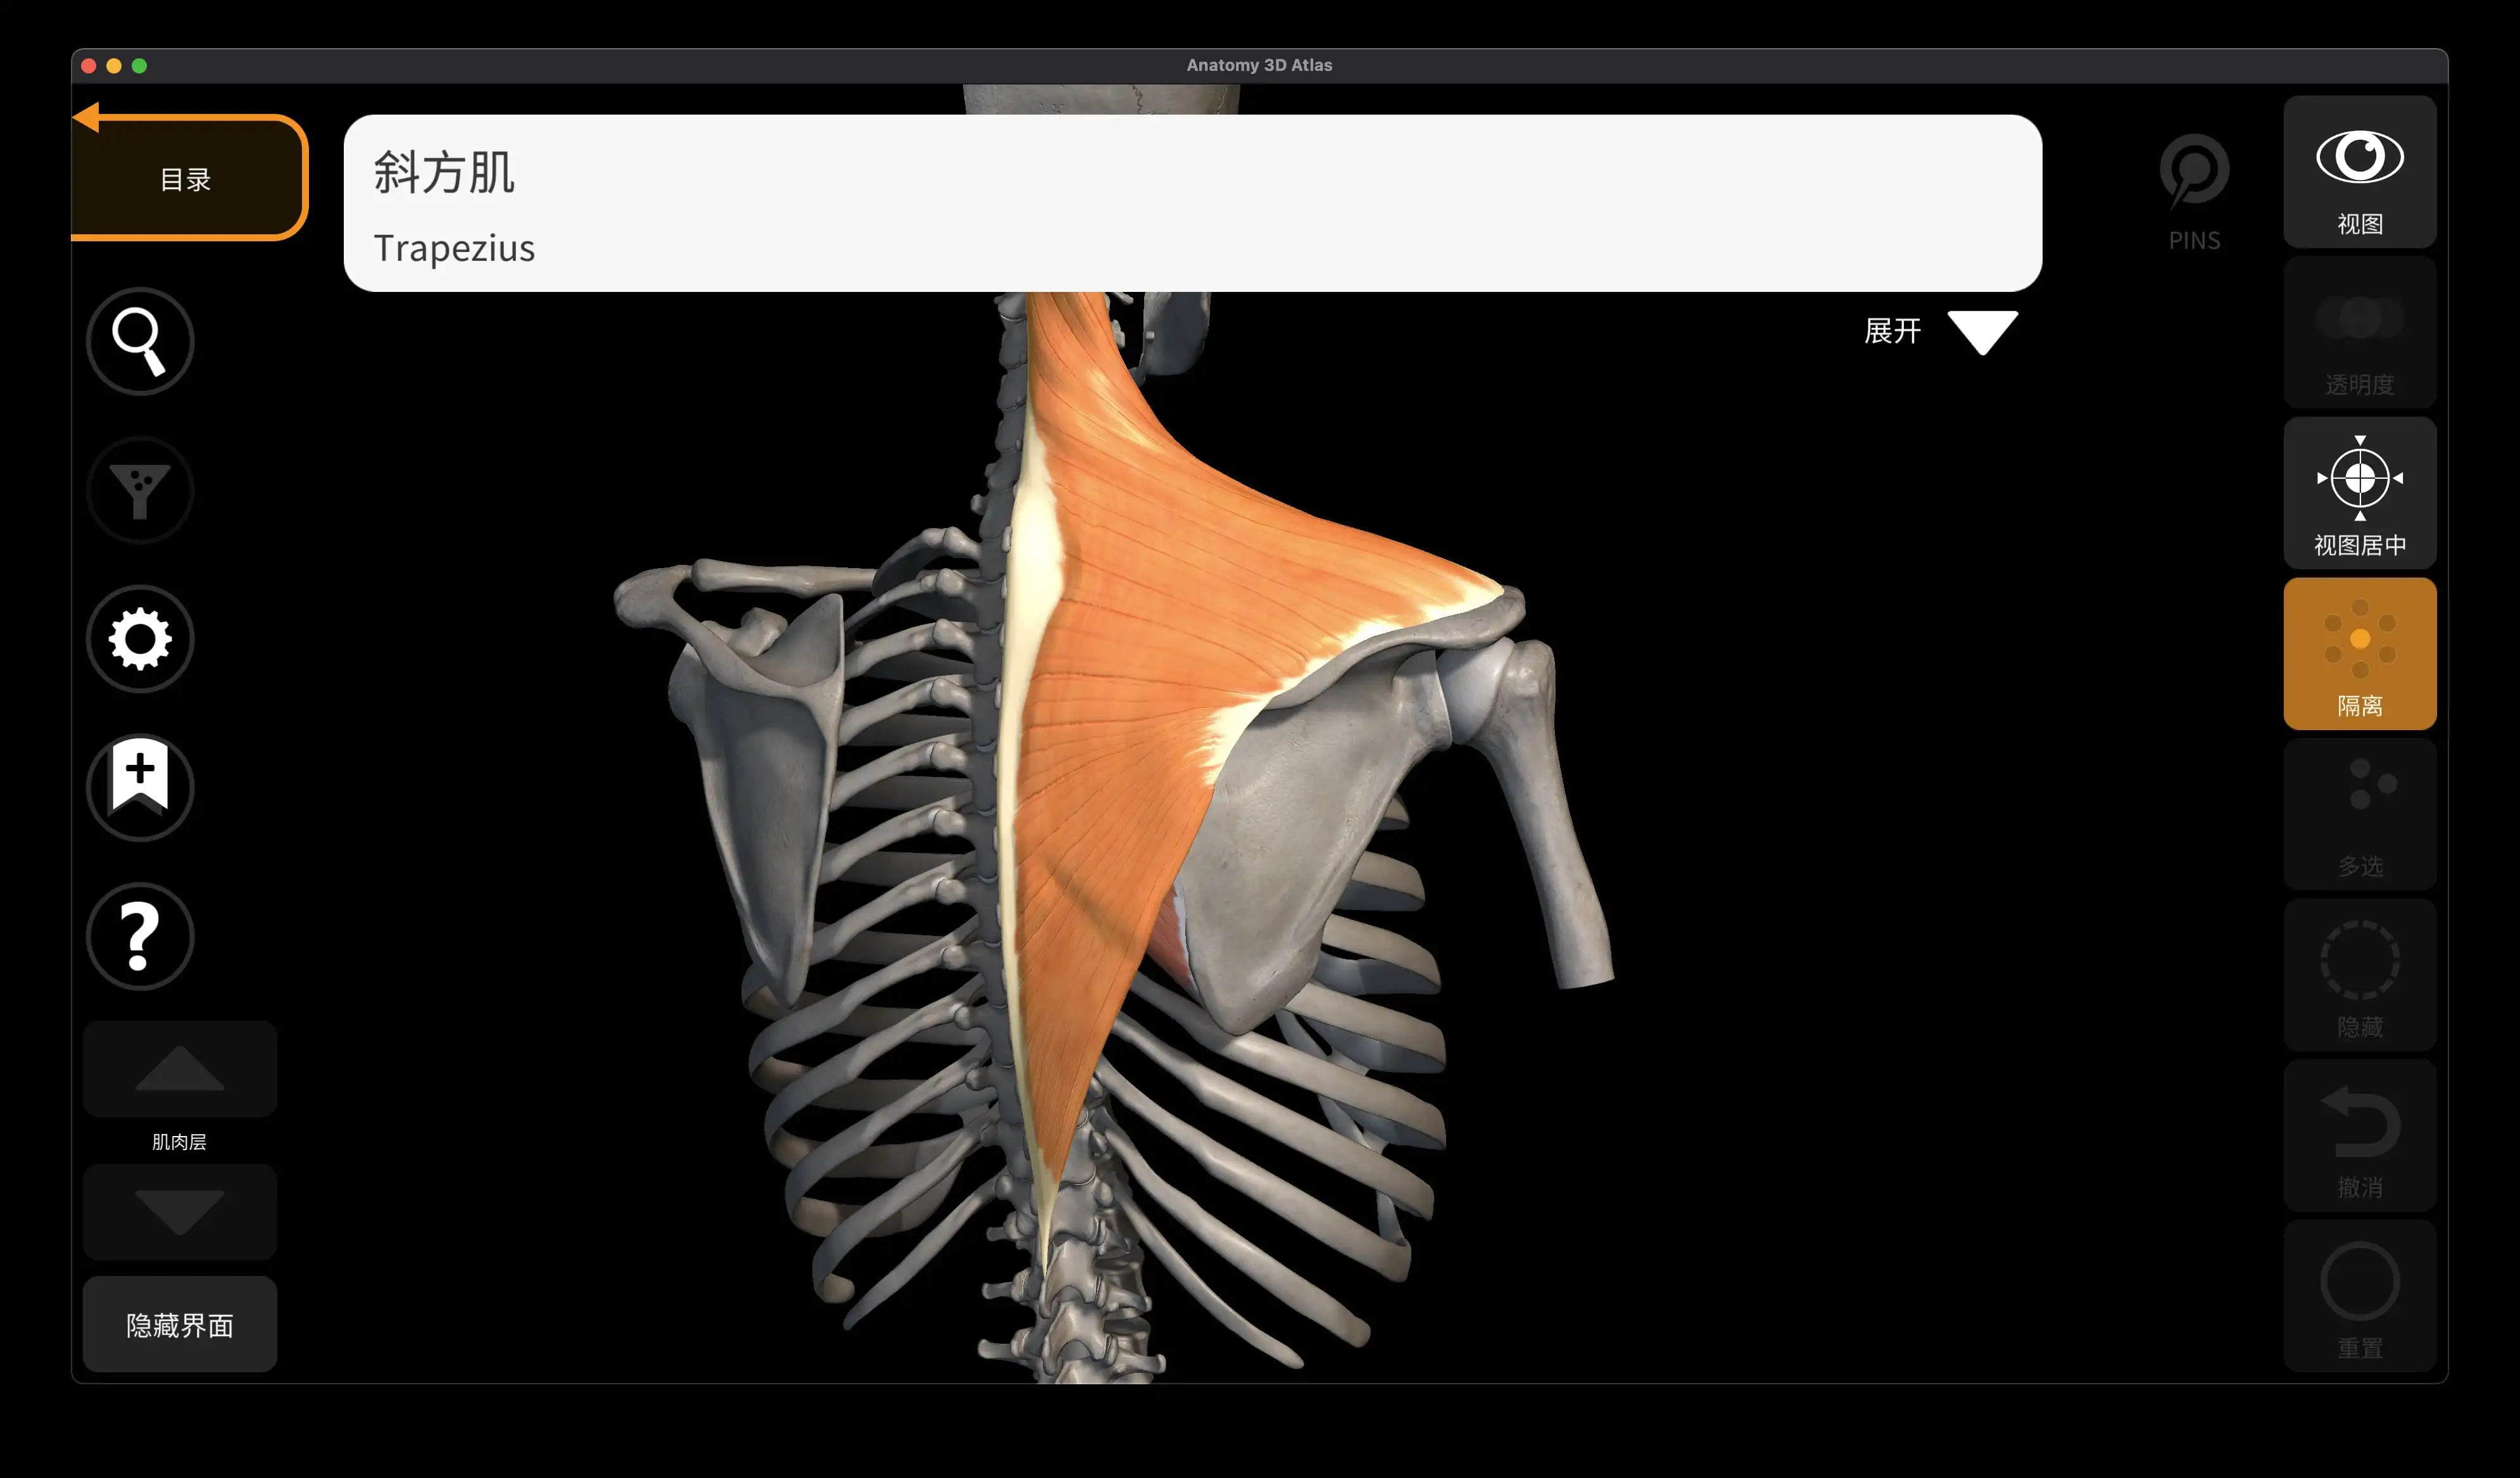 Anatomy 3D Atlas
目录
斜方肌
Trapezius
展开
PINS
视图
透明度
视图居中
隔离
多选
隐藏
撤消
重置
肌肉层
隐藏界面